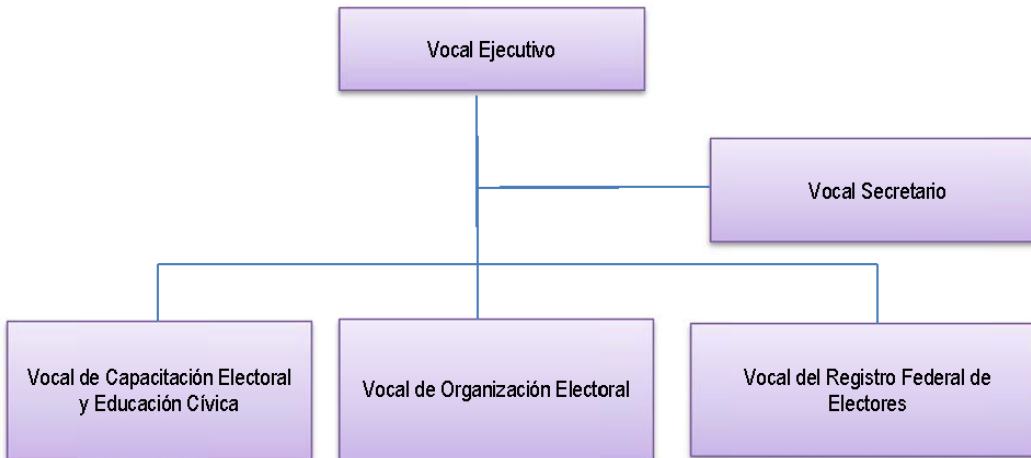 Vocal Ejecutivo
Vocal Secretario
Vocal de Capacitación Electoral
y Educación Cívica
Vocal de Organización Electoral
Vocal del Registro Federal de
Electores